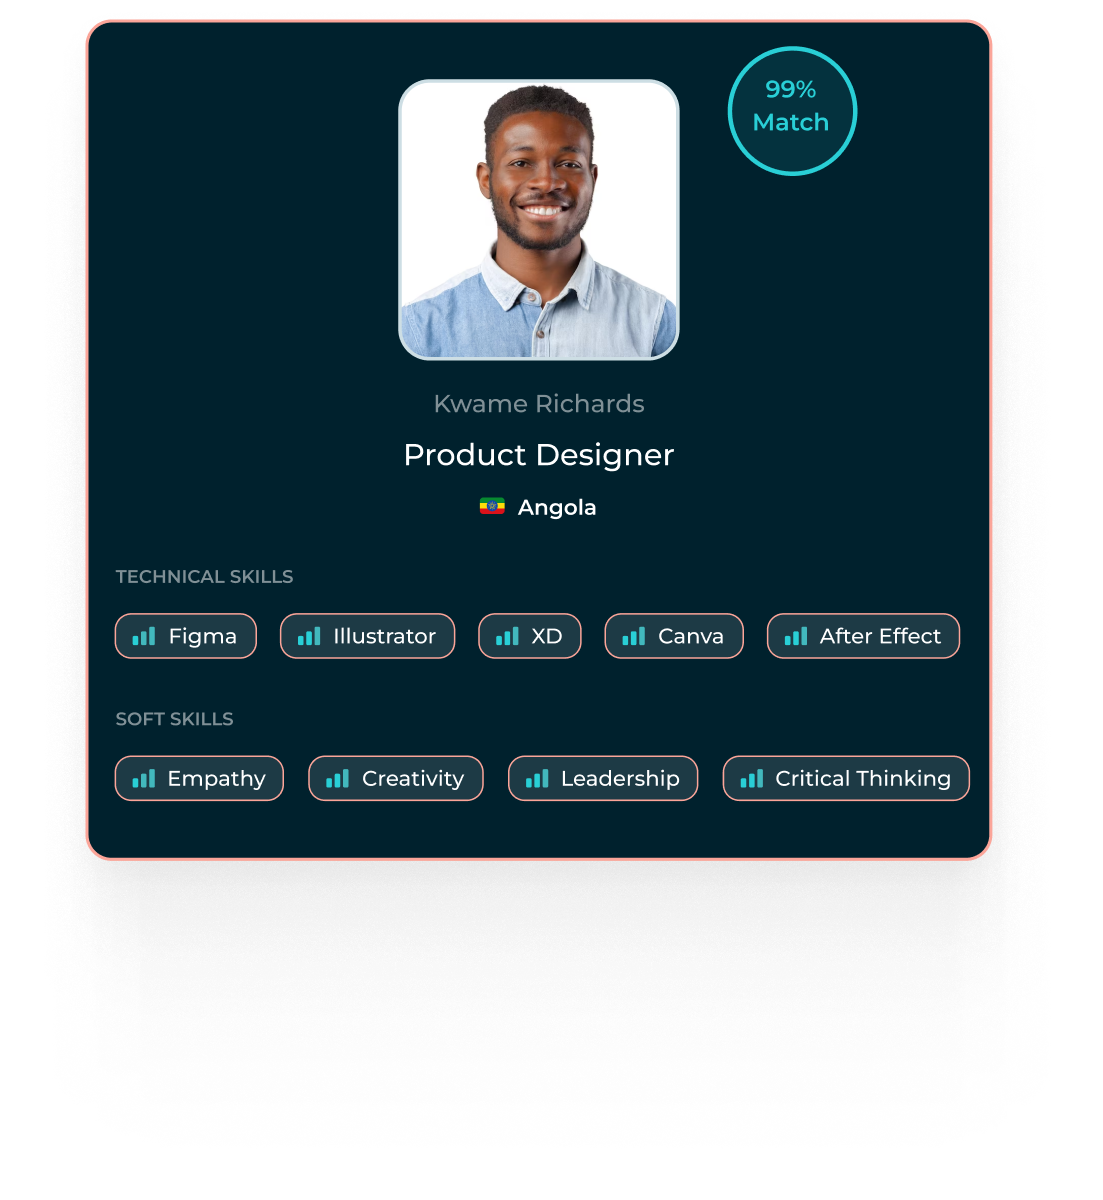 99%
Match
Kwame Richards
Product Designer
Angola
TECHNICAL SKILLS
Figma
Illustrator
XD
Canva
After Effect
SOFT SKILLS
Empathy
Creativity
Leadership
Critical Thinking